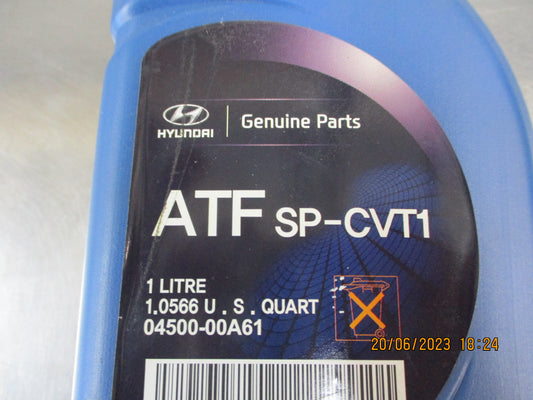 HYUNDAI
Genuine Parts
ATF SP-CVT1
1 LITRE
1.0566 U . S . QUART
04500-00A61
20/06/2023 18:24